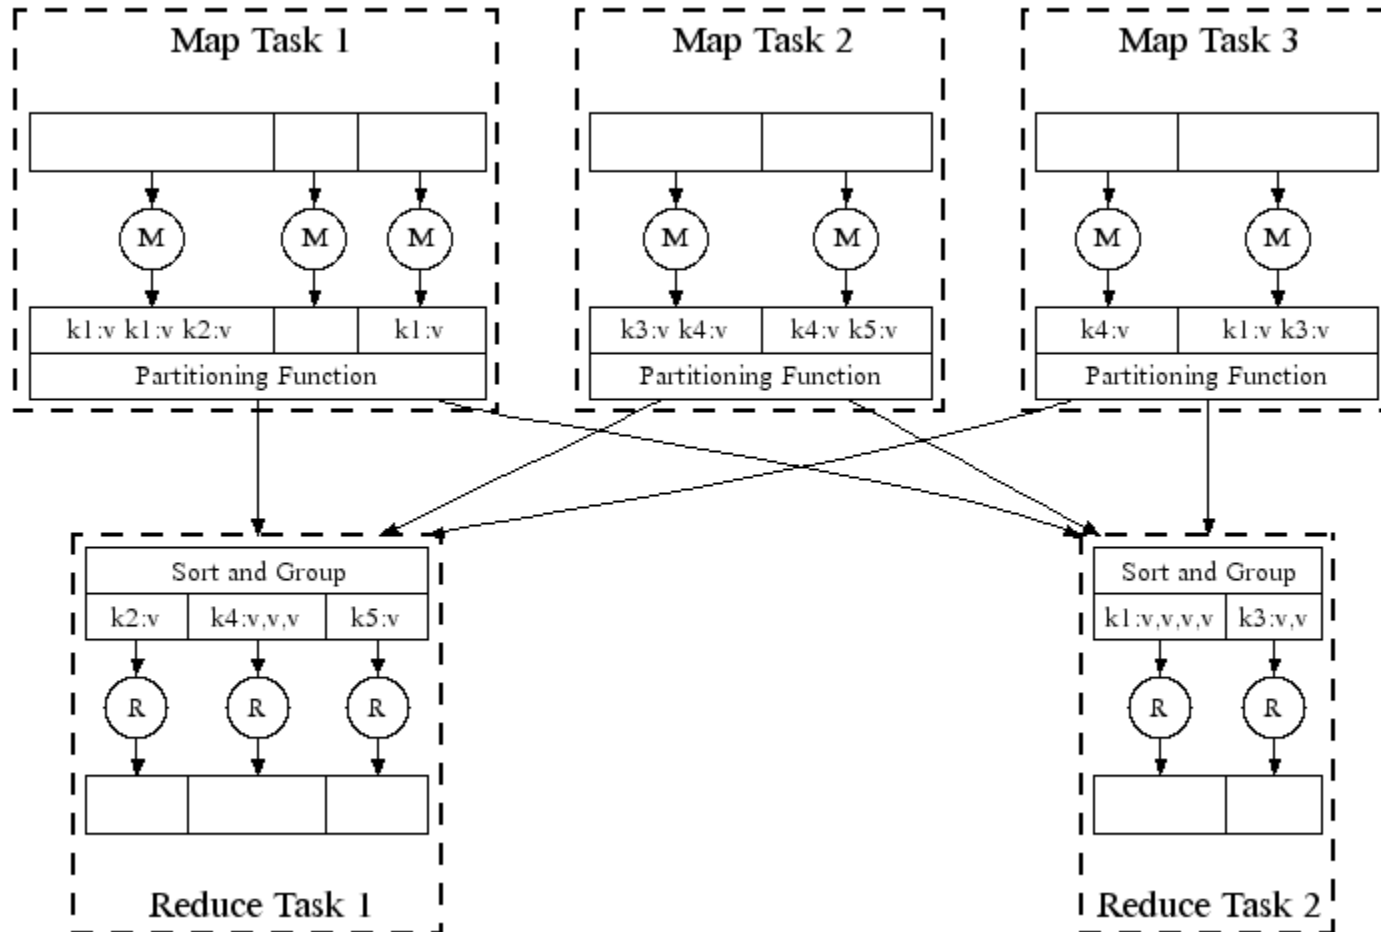 Map Task 1
Map Task 2
Map Task 3
M
M
M
M
M
M
M
k1:v k1:v k2:v
k1:v
k3:v k4:v
k4:v k5:v
k4:v
k1:v k3:v
Partitioning Function
Partitioning Function
Partitioning Function
Sort and Group
Sort and Group
k2:v
k4:v,v,v
k5:v
k1:v,v,v,v
k3:v,v
R
R
R
R
R
Reduce Task 1
Reduce Task 2